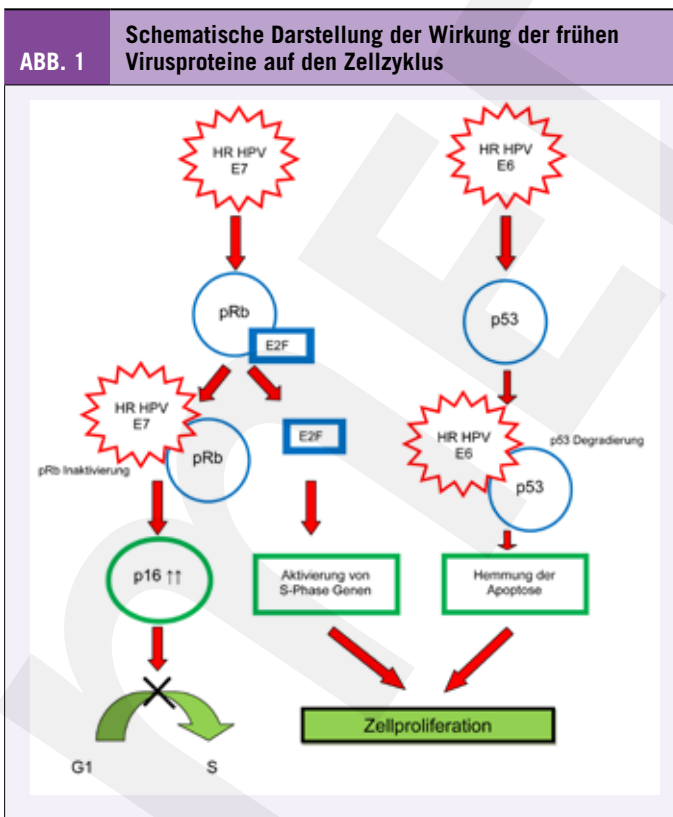 ABB. 1
Schematische Darstellung der Wirkung der frühen
Virusproteine auf den Zellzyklus
HR HPV
E7
HR HPV
E6
pRb
E2F
p53
HR HPV
E7
pRb
pRb Inaktivierung
E2F
HR HPV
E6
p53
p53 Degradierung
p16 ↑↑
Aktivierung von
S-Phase Genen
Hemmung der
Apoptose
G1
S
Zellproliferation